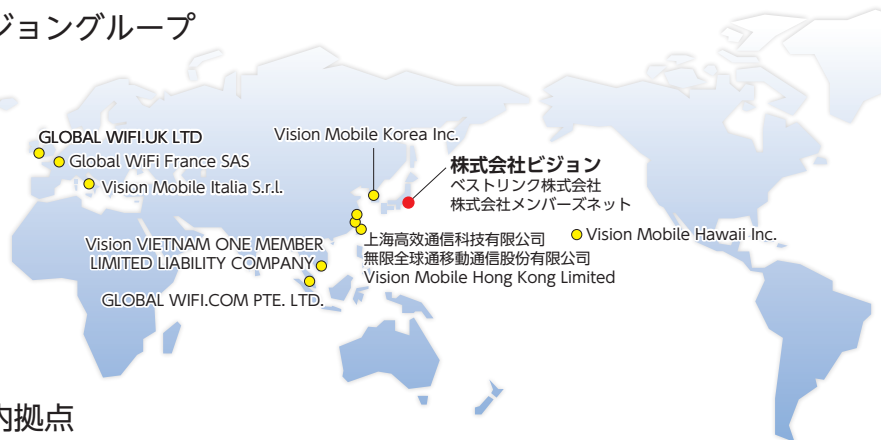 ジョングループ
GLOBAL WIFI.UK LTD
Global WiFi France SAS
Vision Mobile Italia S.r.l.
Vision Mobile Korea Inc.
株式会社ビジョン
ベストリンク株式会社
株式会社メンバーズネット
上海高效通信科技有限公司
無限全球通移動通信股份有限公司
Vision Mobile Hong Kong Limited
Vision Mobile Hawaii Inc.
Vision VIETNAM ONE MEMBER
LIMITED LIABILITY COMPANY
GLOBAL WIFI.COM PTE. LTD.
内拠点